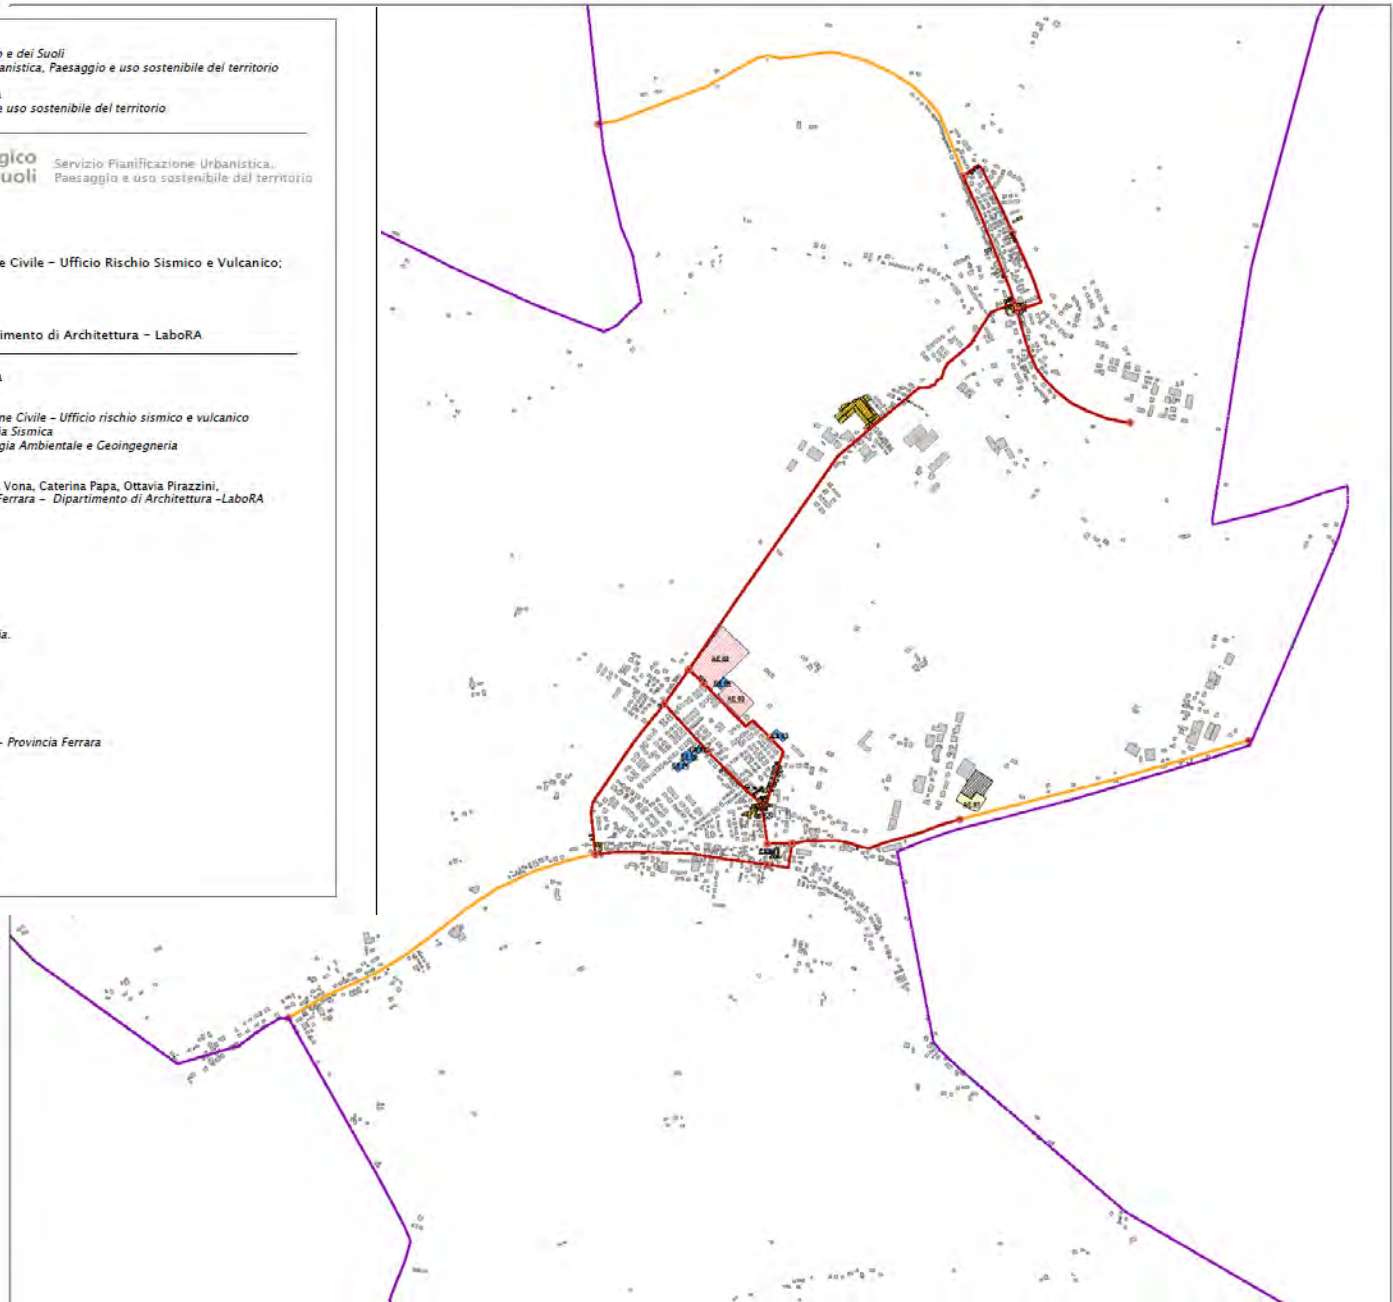 o e dei Suoli
anistica, Paesaggio e uso sostenibile del territorio
e uso sostenibile del territorio
gico
uoli
Servizio Pianificazione Urbanistica,
Paesaggio e uso sostenibile del territorio
e Civile – Ufficio Rischio Sismico e Vulcanico;
imento di Architettura – LaboRA
ne Civile – Ufficio rischio sismico e vulcanico
ia Sismica
gia Ambientale e Geoingegneria
Vona, Caterina Papa, Ottavia Pirazzini,
Ferrara – Dipartimento di Architettura –LaboRA
ia.
– Provincia Ferrara